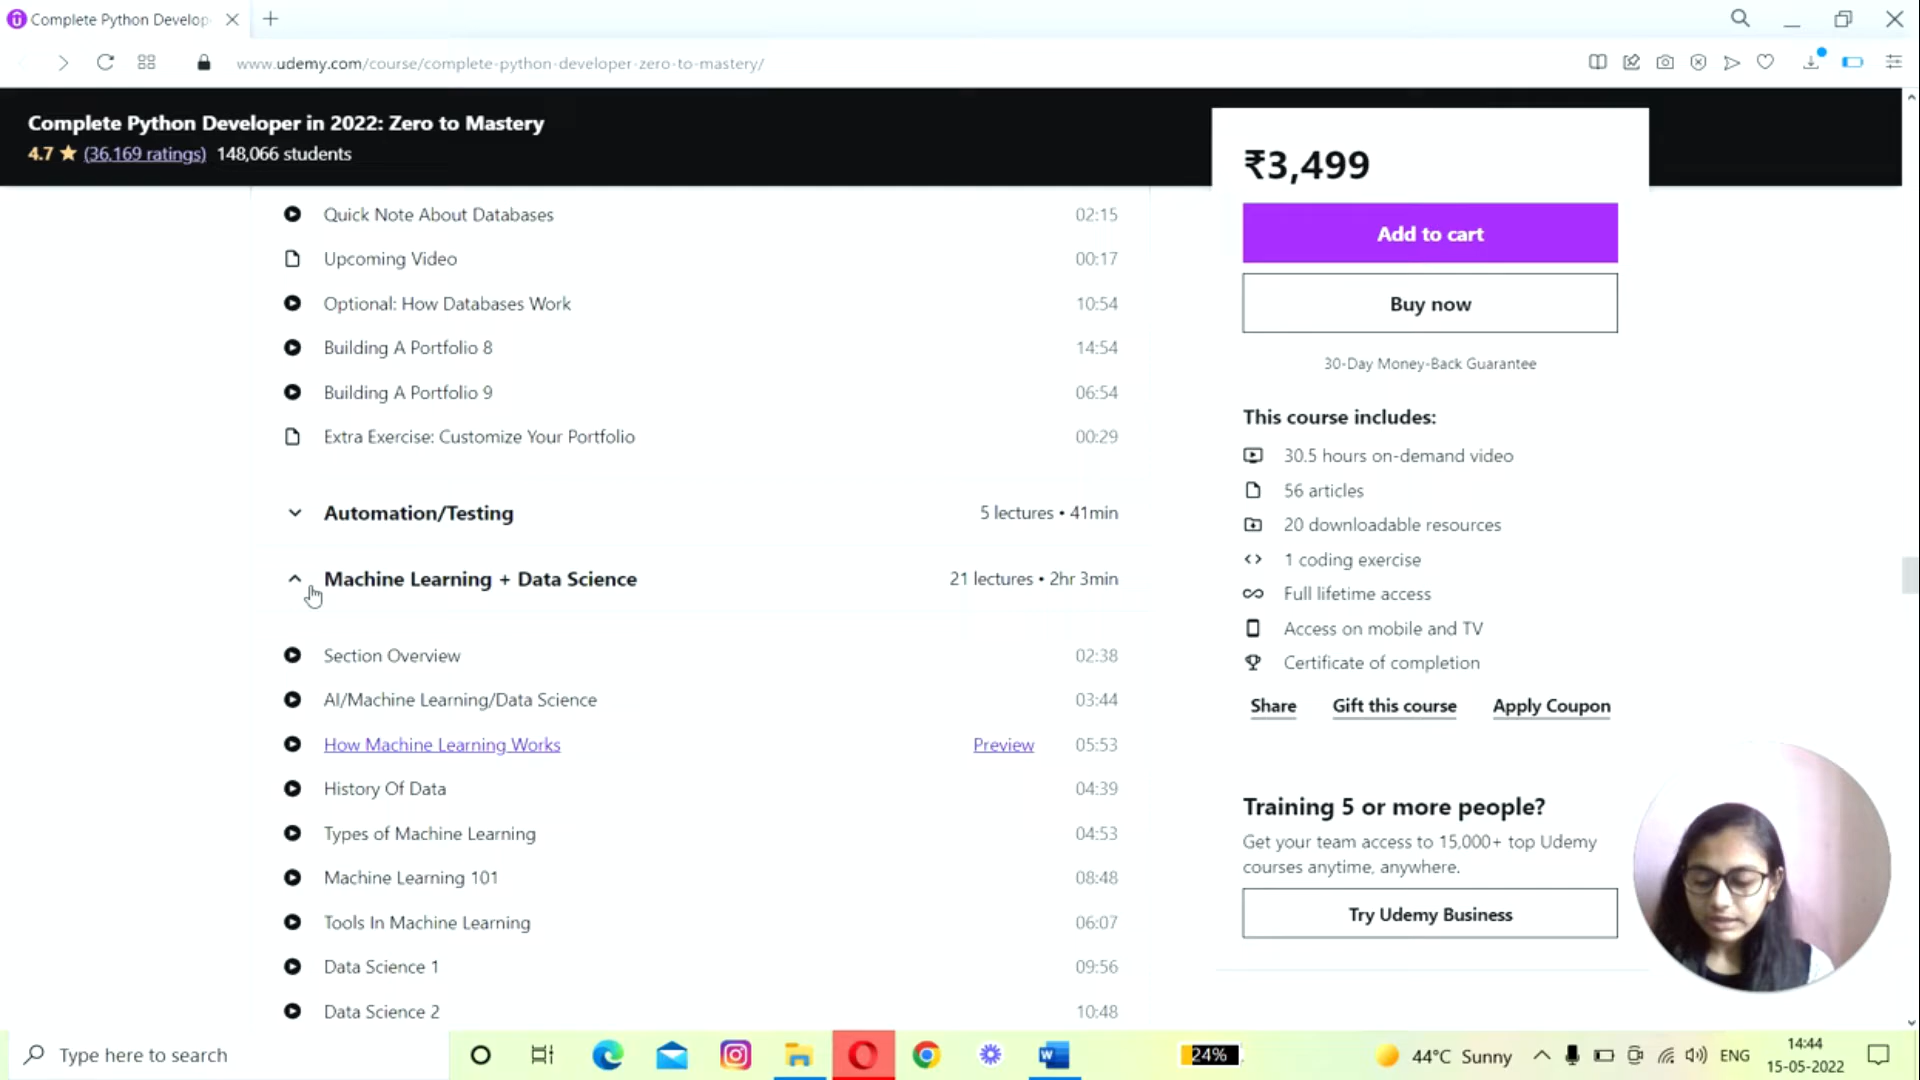 Complete Python Develop
www.udemy.com/course/complete-python-developer-zero-to-mastery/
Complete Python Developer in 2022: Zero to Mastery
4.7 ★ (36,169 ratings) 148,066 students
Quick Note About Databases 02:15
Upcoming Video 00:17
Optional: How Databases Work 10:54
Building A Portfolio 8 14:54
Building A Portfolio 9 06:54
Extra Exercise: Customize Your Portfolio 00:29
Automation/Testing 5 lectures • 41min
Machine Learning + Data Science 21 lectures • 2hr 3min
Section Overview 02:38
AI/Machine Learning/Data Science 03:44
How Machine Learning Works Preview 05:53
History Of Data 04:39
Types of Machine Learning 04:53
Machine Learning 101 08:48
Tools In Machine Learning 06:07
Data Science 1 09:56
Data Science 2 10:48
₹3,499
Add to cart
Buy now
30-Day Money-Back Guarantee
This course includes:
30.5 hours on-demand video
56 articles
20 downloadable resources
1 coding exercise
Full lifetime access
Access on mobile and TV
Certificate of completion
Share Gift this course Apply Coupon
Training 5 or more people?
Get your team access to 15,000+ top Udemy
courses anytime, anywhere.
Try Udemy Business
Type here to search
24%
44°C Sunny
ENG
14:44
15-05-2022